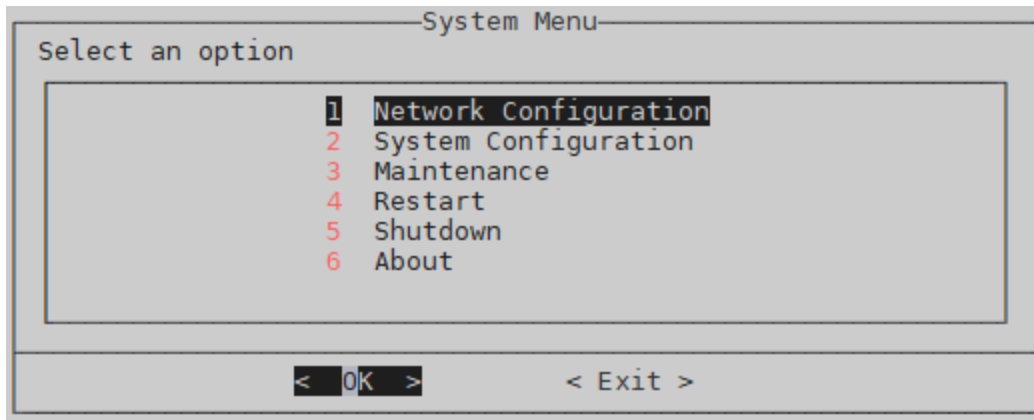 System Menu
Select an option
1 Network Configuration
2 System Configuration
3 Maintenance
4 Restart
5 Shutdown
6 About
< OK > < Exit >